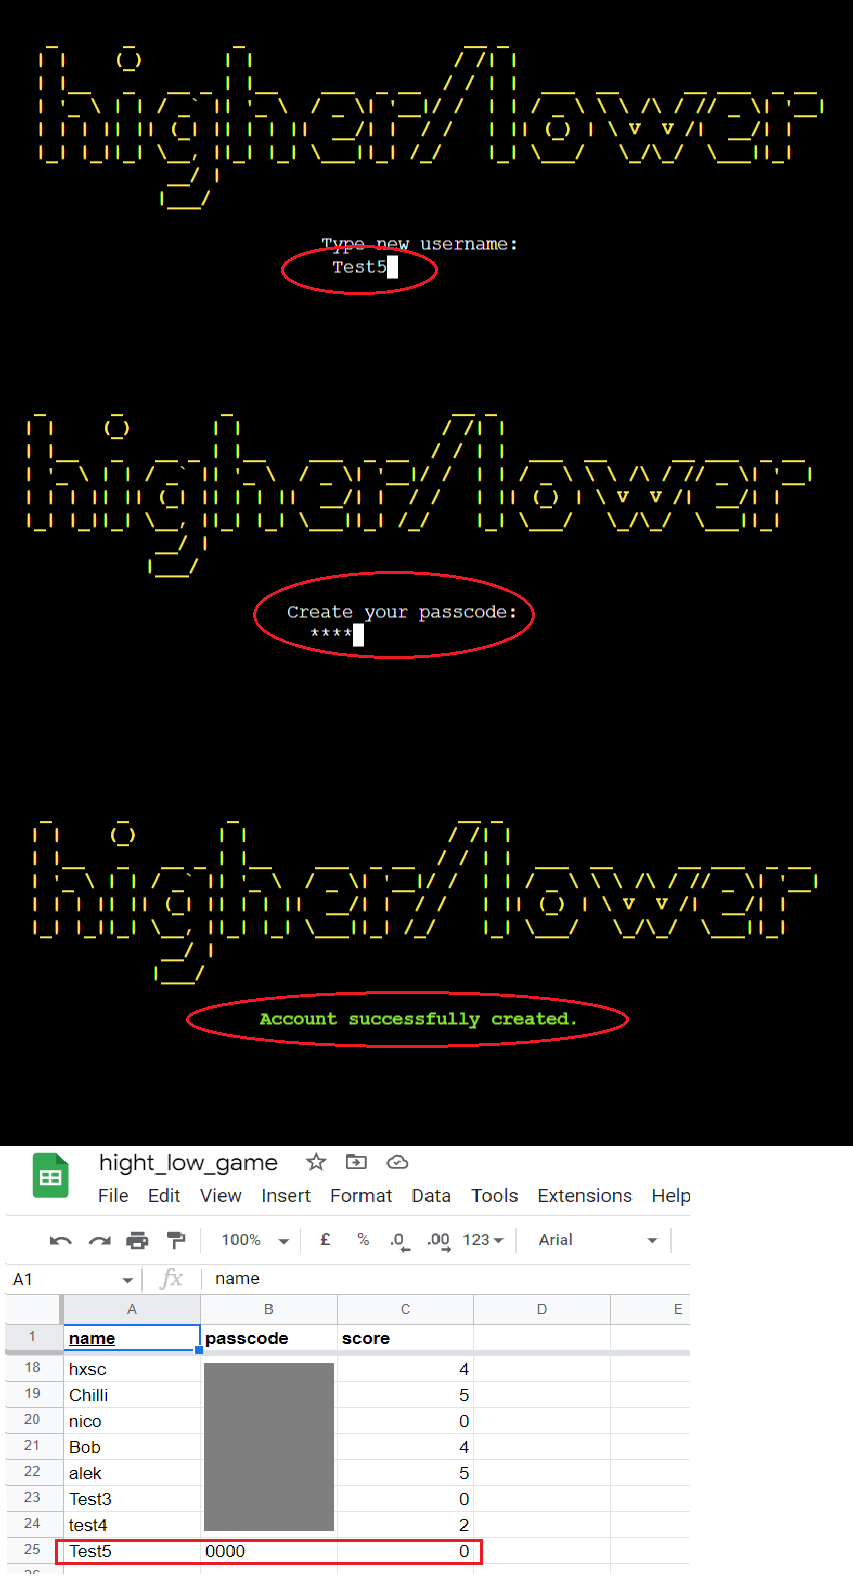 higher/lower
Type new username:
Test5
higher/lower
Create your passcode:
****
higher/lower
Account successfully created.
hight_low_game
File Edit View Insert Format Data Tools Extensions Help
100% £ % .0 .00 123 Arial
A1 fx name
A B C D E
1 name passcode score
18 hxsc 4
19 Chilli 5
20 nico 0
21 Bob 4
22 alek 5
23 Test3 0
24 test4 2
25 Test5 0000 0